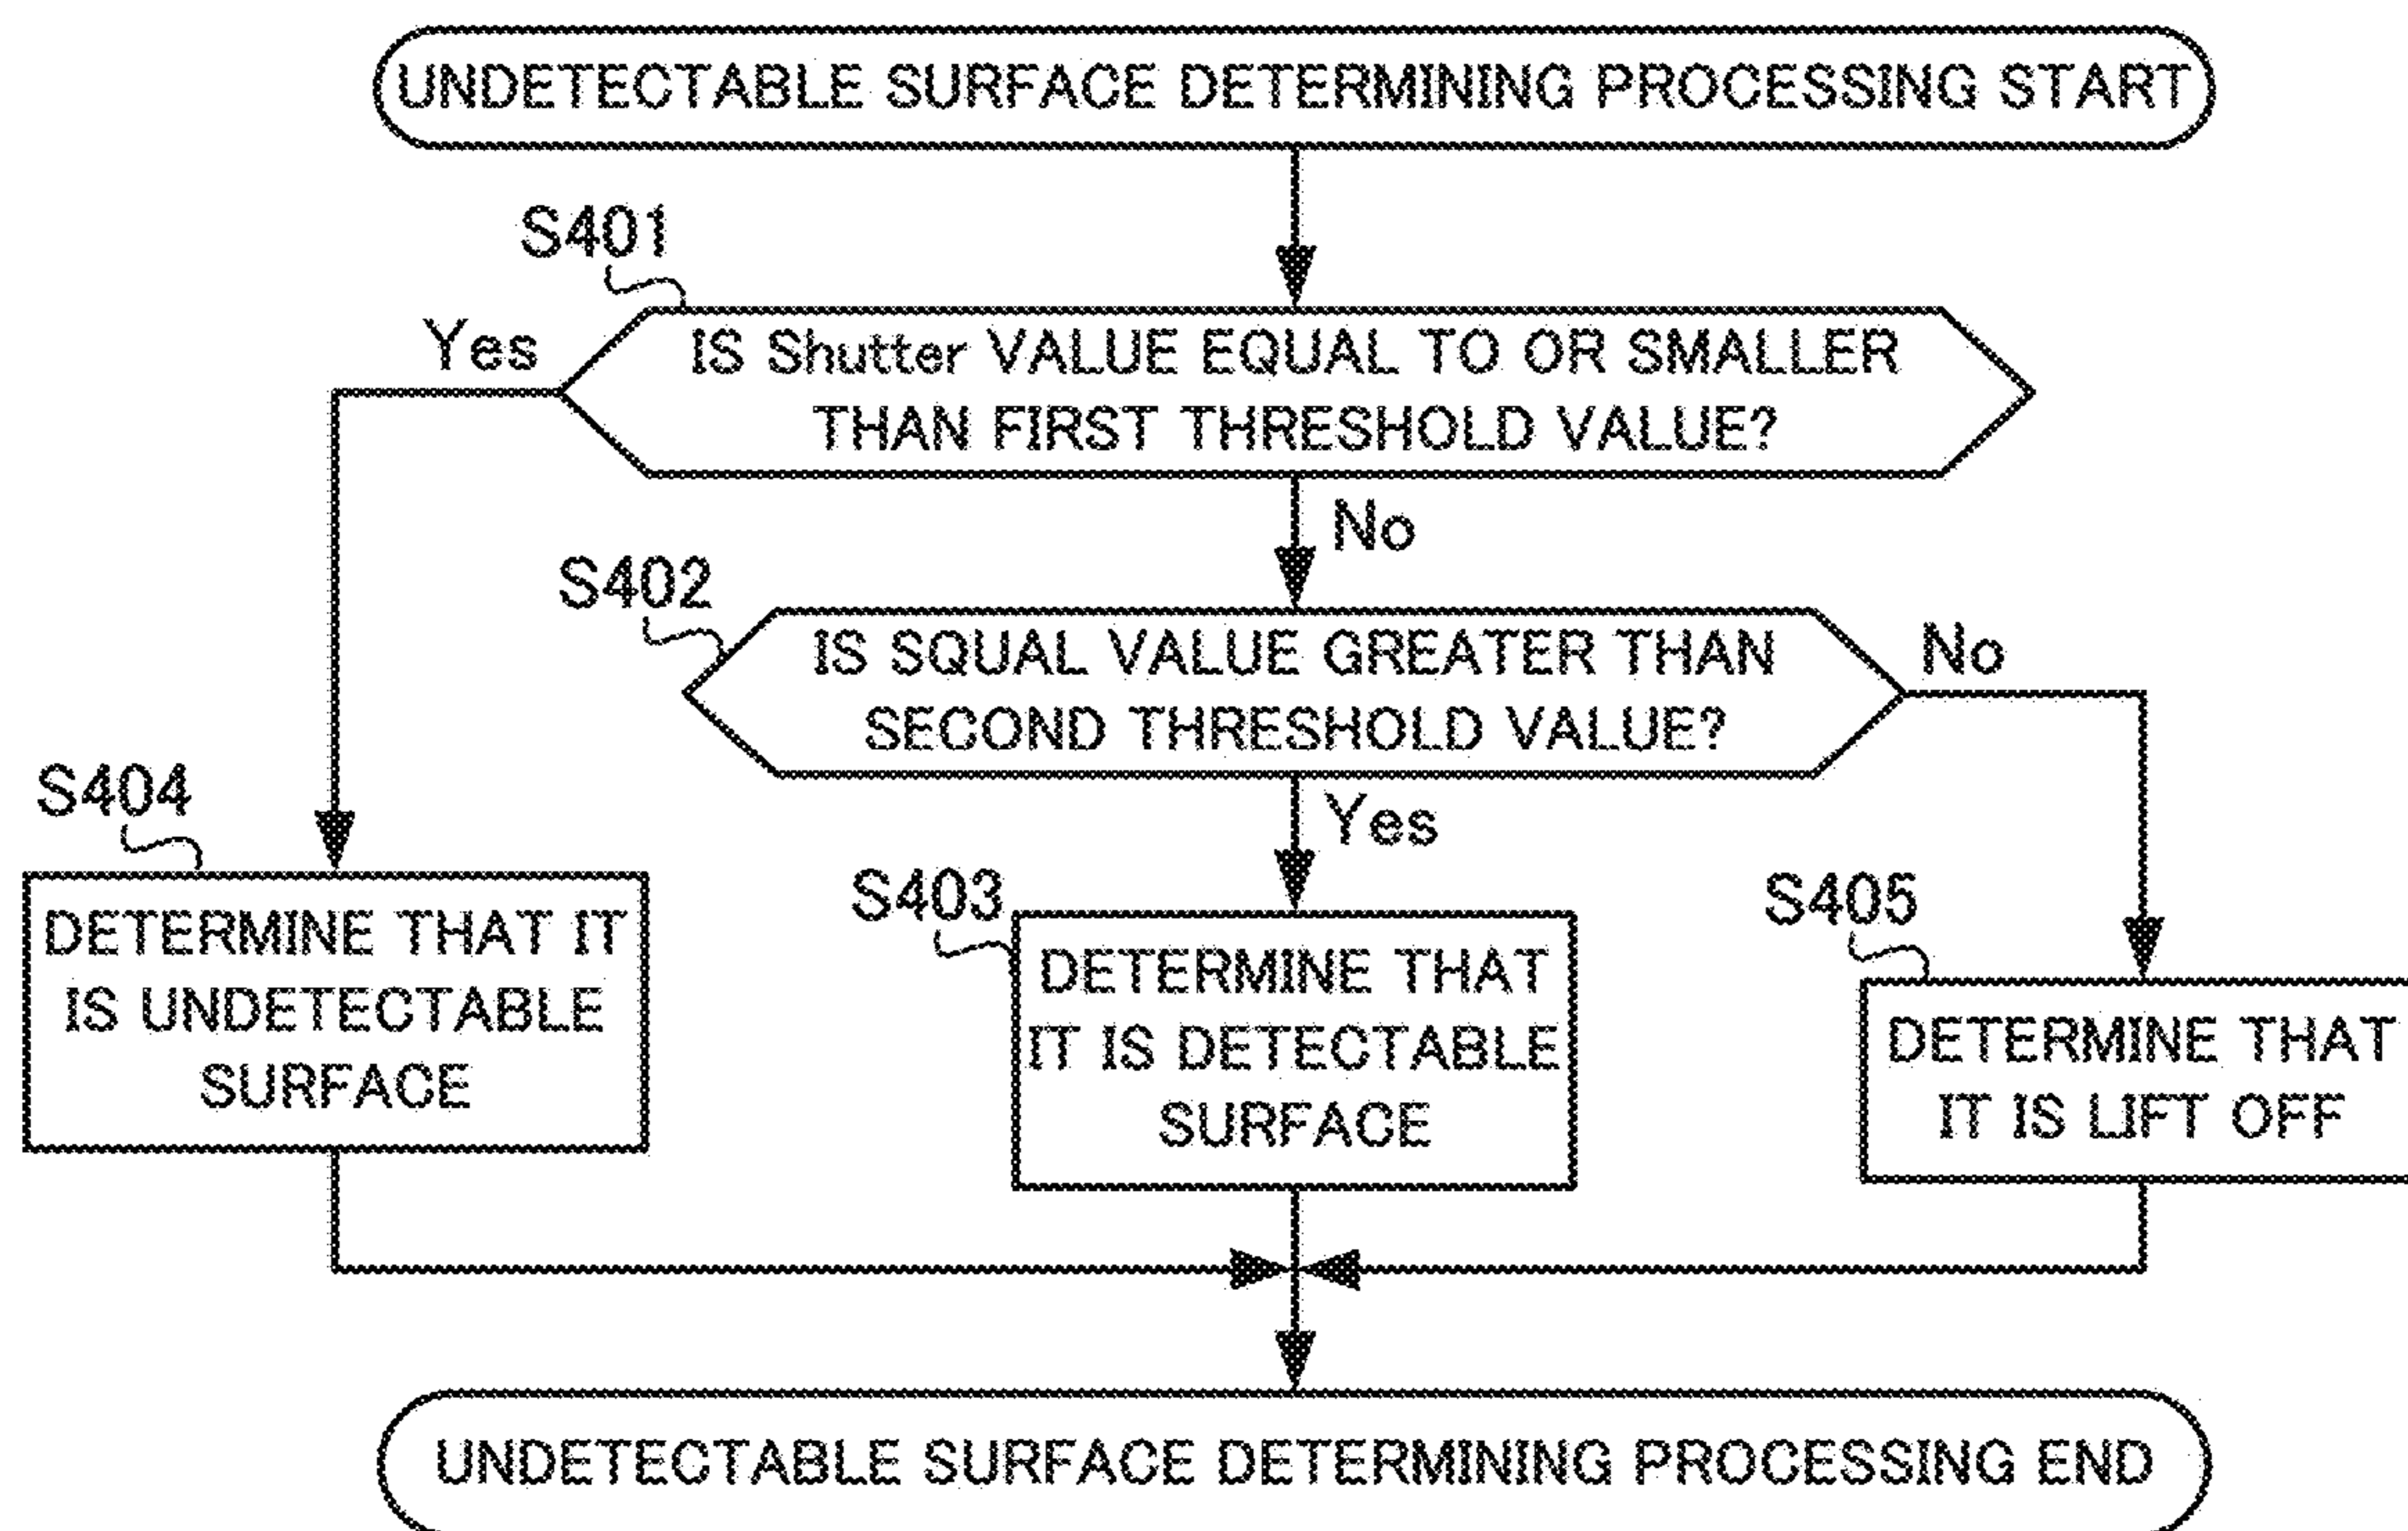 UNDETECTABLE SURFACE DETERMINING PROCESSING START
S401
Yes
IS Shutter VALUE EQUAL TO OR SMALLER
THAN FIRST THRESHOLD VALUE?
No
S402
IS SQUAL VALUE GREATER THAN
SECOND THRESHOLD VALUE?
No
Yes
S404
DETERMINE THAT IT
IS UNDETECTABLE
SURFACE
S403
DETERMINE THAT
IT IS DETECTABLE
SURFACE
S405
DETERMINE THAT
IT IS LIFT OFF
UNDETECTABLE SURFACE DETERMINING PROCESSING END